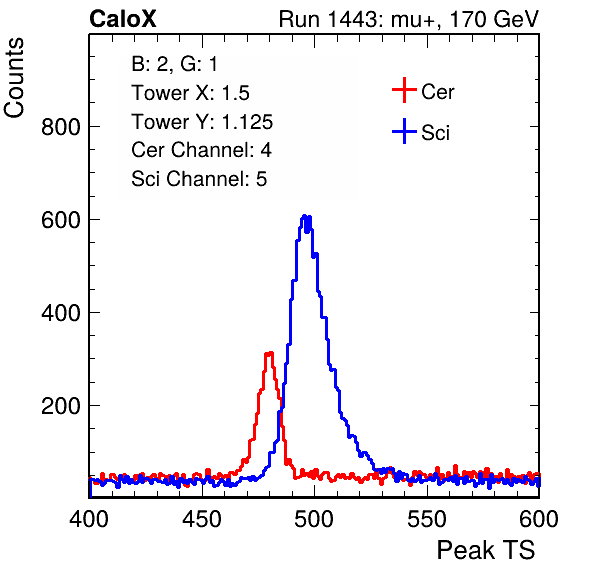 CaloX Run 1443: mu+, 170 GeV
Counts
B: 2, G: 1
Tower X: 1.5
Tower Y: 1.125
Cer Channel: 4
Sci Channel: 5
Cer
Sci
800
600
400
200
400 450 500 550 600
Peak TS